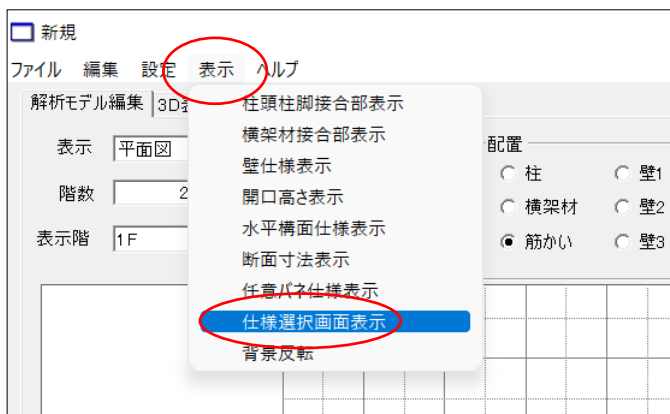 新規
ファイル 編集 設定 表示 ヘルプ
解析モデル編集 3D
柱頭柱脚接合部表示
横架材接合部表示
壁仕様表示
開口高さ表示
水平構面仕様表示
断面寸法表示
任意バネ仕様表示
仕様選択画面表示
背景反転
表示 平面図
階数 2
表示階 1F
配置
柱 壁1
横架材 壁2
筋かい 壁3